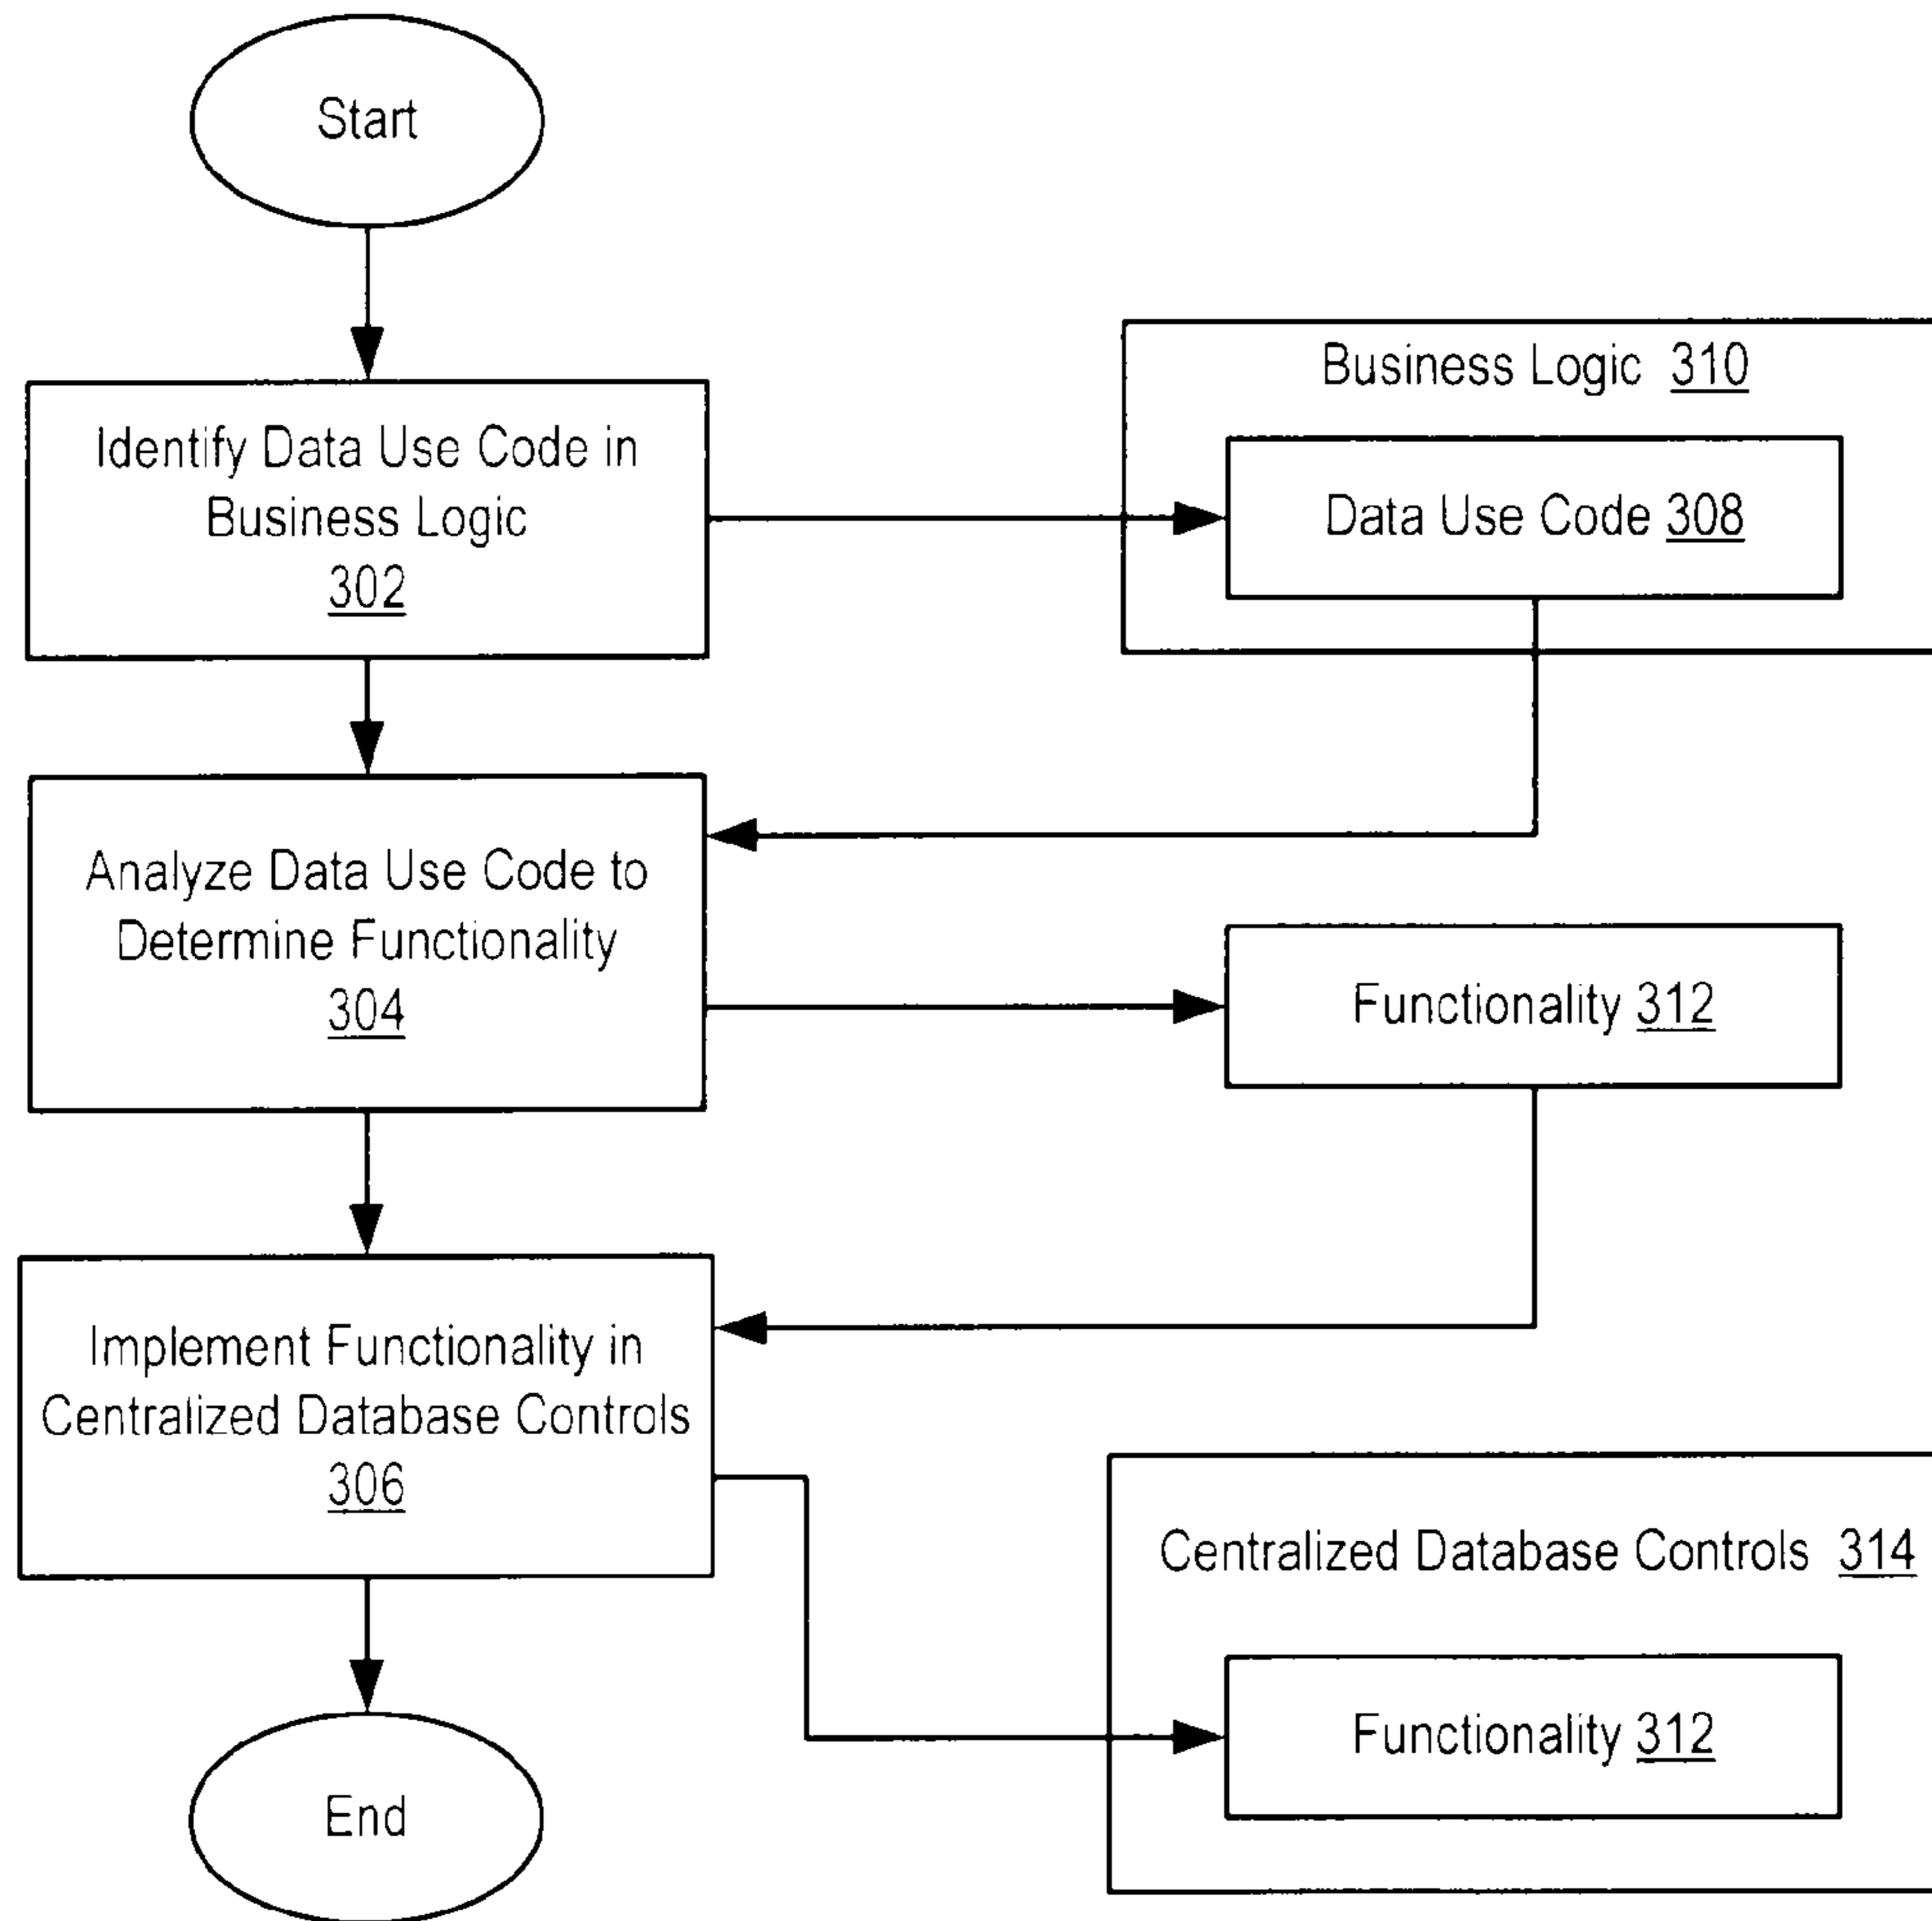 Start
Identify Data Use Code in
Business Logic
302
Business Logic 310
Data Use Code 308
Analyze Data Use Code to
Determine Functionality
304
Functionality 312
Implement Functionality in
Centralized Database Controls
306
Centralized Database Controls 314
Functionality 312
End